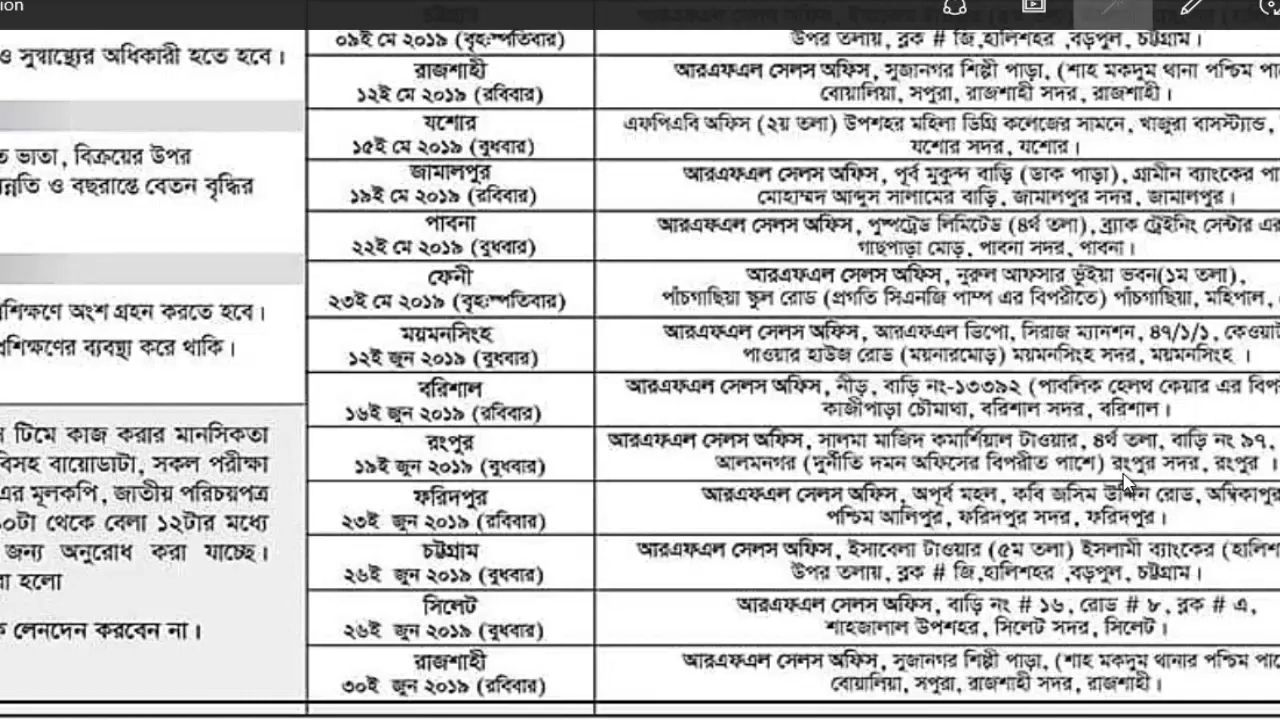 ion
০৯ই মে ২০১৯ (বৃহঃস্পতিবার)
উপর তলায়, ব্লক # জি,হালিশহর ,বড়পুল, চট্টগ্রাম।
ও সুস্বাস্থ্যের অধিকারী হতে হবে।
রাজশাহী
১২ই মে ২০১৯ (রবিবার)
আরএফএল সেলস অফিস, সুজানগর শিল্পী পাড়া, (শাহ মকদুম থানা পশ্চিম
বোয়ালিয়া, সপুরা, রাজশাহী সদর, রাজশাহী।
যশোর
১৫ই মে ২০১৯ (বুধবার)
এফপিএবি অফিস (২য় তলা) উপশহর মহিলা ডিগ্রি কলেজের সামনে, খাজুরা বাসস্ট্যান্ড,
যশোর সদর, যশোর।
ভাতা, বিক্রয়ের উপর
ন্নতি ও বছরান্তে বেতন বৃদ্ধির
জামালপুর
১৯ই মে ২০১৯ (রবিবার)
আরএফএল সেলস অফিস, পূর্ব মুকুন্দ বাড়ি (ডাক পাড়া), গ্রামীন ব্যাংকের
মোহাম্মদ আব্দুস সালামের বাড়ি, জামালপুর সদর, জামালপুর।
পাবনা
২২ই মে ২০১৯ (বুধবার)
আরএফএল সেলস অফিস, পুষ্পট্রেড লিমিটেড (৪র্থ তলা), ব্র্যাক ট্রেইনিং সেন্টার এর
গাছপাড়া মোড়, পাবনা সদর, পাবনা।
ফেনী
২৩ই মে ২০১৯ (বৃহঃস্পতিবার)
আরএফএল সেলস অফিস, নুরুল আফসার ভুঁইয়া ভবন(১ম তলা),
পাঁচগাছিয়া স্কুল রোড (প্রগতি সিএনজি পাম্প এর বিপরীতে) পাঁচগাছিয়া, মহিপাল,
শিক্ষণে অংশ গ্রহন করতে হবে।
শিক্ষণের ব্যবস্থা করে থাকি।
ময়মনসিংহ
১২ই জুন ২০১৯ (বুধবার)
আরএফএল সেলস অফিস, আরএফএল ডিপো, সিরাজ ম্যানশন, ৪৭/১/১, কেওয়াট
পাওয়ার হাউজ রোড (ময়নারমোড়) ময়মনসিংহ সদর, ময়মনসিংহ ।
বরিশাল
১৬ই জুন ২০১৯ (রবিবার)
আরএফএল সেলস অফিস, নীড়, বাড়ি নং-১৩৩৯২ (পাবলিক হেলথ কেয়ার এর
কাজীপাড়া চৌমাথা, বরিশাল সদর, বরিশাল।
টিমে কাজ করার মানসিকতা
বিসহ বায়োডাটা, সকল পরীক্ষা
এর মূলকপি, জাতীয় পরিচয়পত্র
১০টা থেকে বেলা ১২টার মধ্যে
জন্য অনুরোধ করা যাচ্ছে।
হলো
লেনদেন করবেন না।
রংপুর
১৯ই জুন ২০১৯ (বুধবার)
আরএফএল সেলস অফিস, সালমা মাজিদ কমার্শিয়াল টাওয়ার, ৪র্থ তলা, বাড়ি নং ৯৭,
আলমনগর (দুর্নীতি দমন অফিসের বিপরীত পাশে) রংপুর সদর, রংপুর ।
ফরিদপুর
২৩ই জুন ২০১৯ (রবিবার)
আরএফএল সেলস অফিস, অপূর্ব মহল, কবি জসিম উদ্দিন রোড, অম্বিকাপুর
পশ্চিম আলিপুর, ফরিদপুর সদর, ফরিদপুর।
চট্টগ্রাম
২৬ই জুন ২০১৯ (বুধবার)
আরএফএল সেলস অফিস, ইসাবেলা টাওয়ার (৫ম তলা) ইসলামী ব্যাংকের
উপর তলায়, ব্লক # জি,হালিশহর ,বড়পুল, চট্টগ্রাম।
সিলেট
২৬ই জুন ২০১৯ (বুধবার)
আরএফএল সেলস অফিস, বাড়ি নং # ১৬, রোড # ৮, ব্লক # এ,
শাহজালাল উপশহর, সিলেট সদর, সিলেট।
রাজশাহী
৩০ই জুন ২০১৯ (রবিবার)
আরএফএল সেলস অফিস, সুজানগর শিল্পী পাড়া, (শাহ মকদুম থানার পশ্চিম
বোয়ালিয়া, সপুরা, রাজশাহী সদর, রাজশাহী।